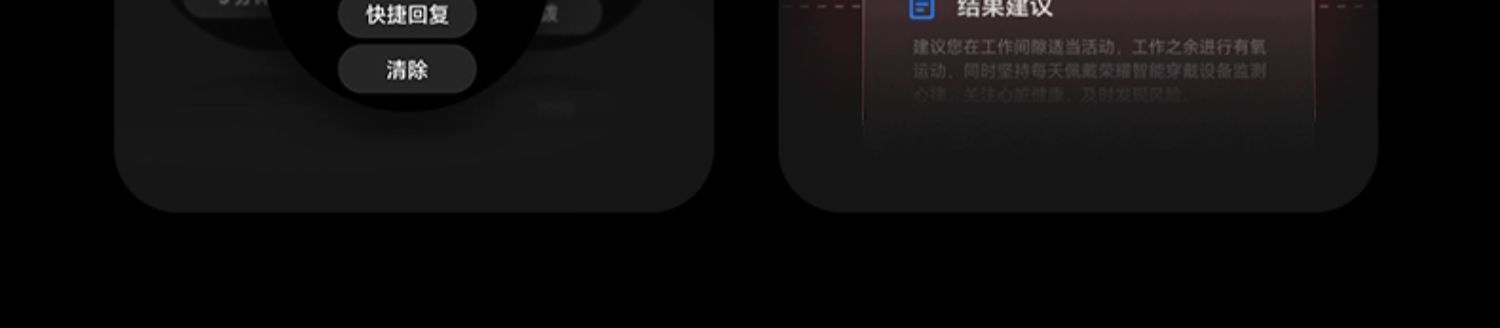 快捷回复
清除
结果建议
建议您在工作间隙适当活动，工作之余进行有氧
运动，同时坚持每天佩戴荣耀智能穿戴设备监测
心律，关注心脏健康，及时发现风险。